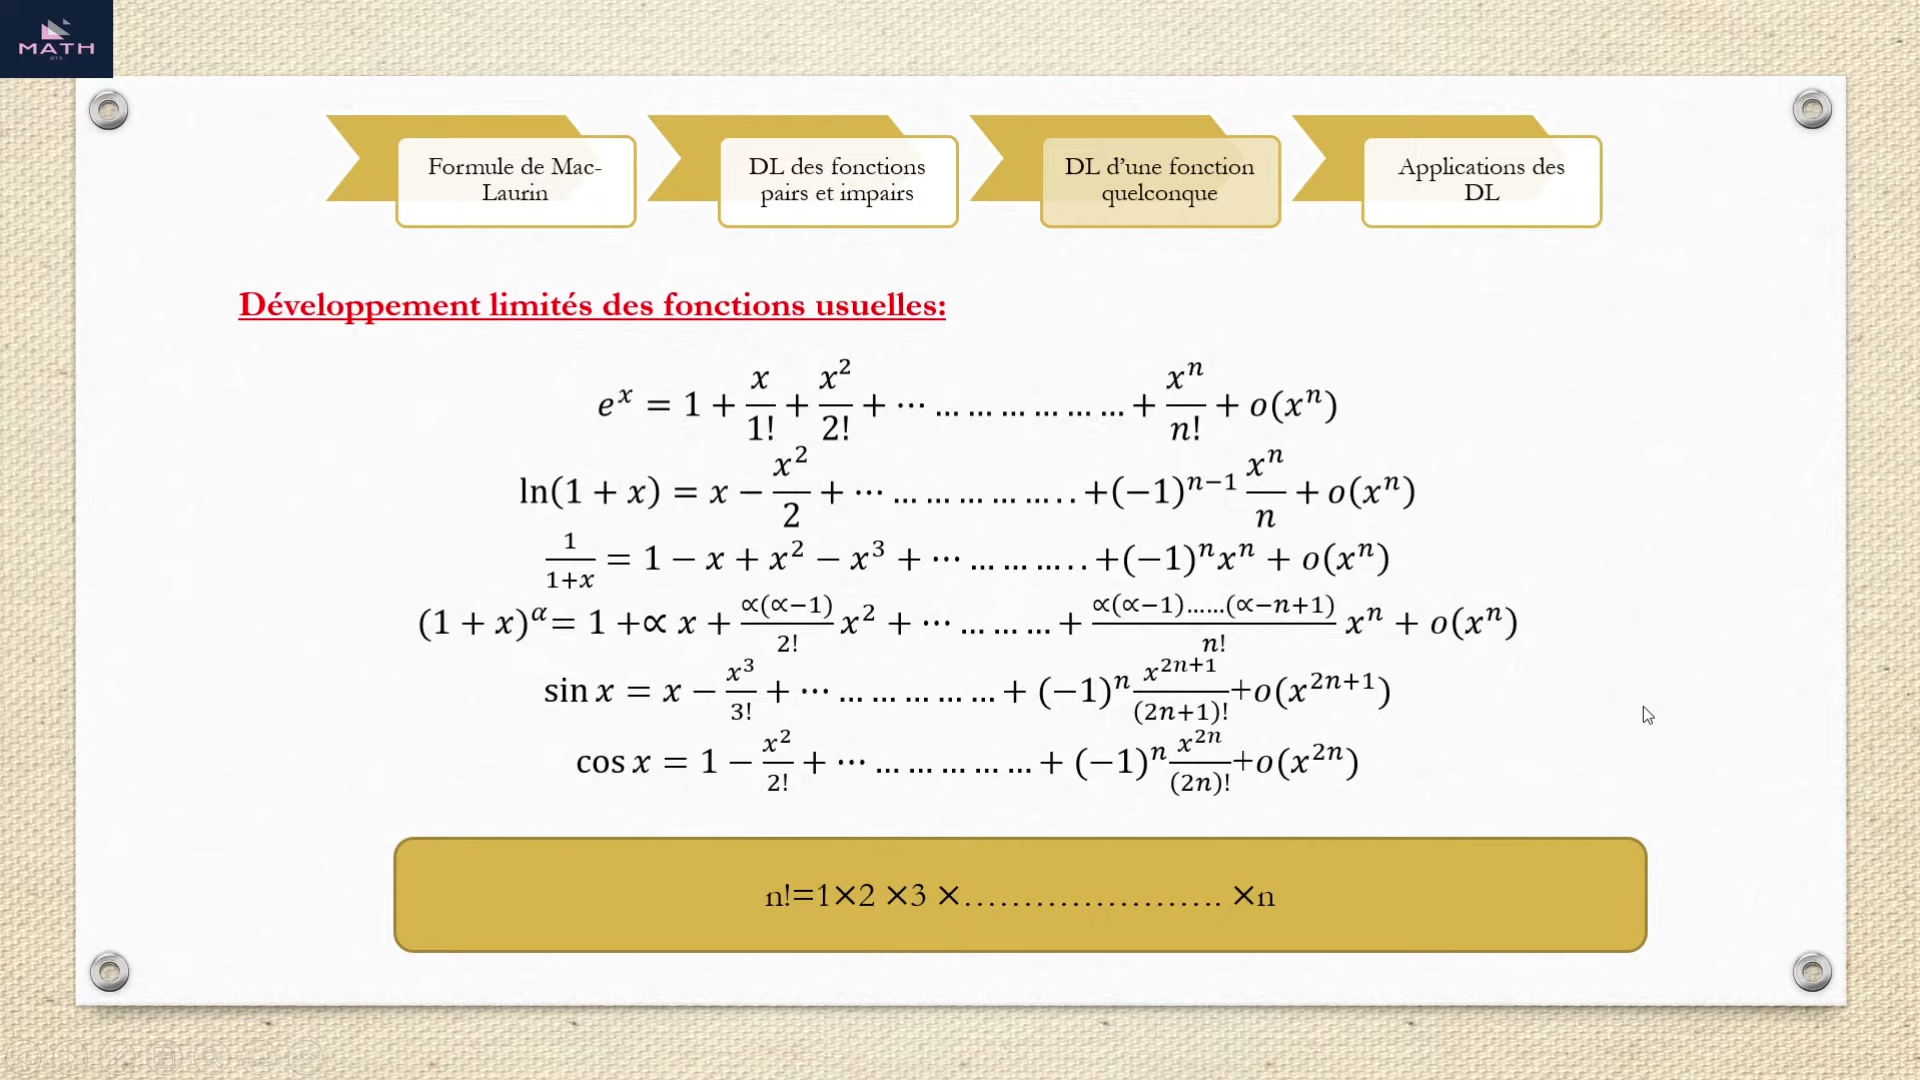 MATH
BTS
Formule de Mac-
Laurin
DL des fonctions
pairs et impairs
DL d’une fonction
quelconque
Applications des
DL
Développement limités des fonctions usuelles:
e^x = 1 + x/1! + x^2/2! + ⋯ … … … … … … + x^n/n! + o(x^n)
ln(1 + x) = x − x^2/2 + ⋯ … … … … … . . +(−1)^{n−1} x^n/n + o(x^n)
1/(1+x) = 1 − x + x^2 − x^3 + ⋯ … … … . . +(−1)^n x^n + o(x^n)
(1 + x)^α = 1 +∝ x + ∝(∝−1)/2! x^2 + ⋯ … … … + ∝(∝−1)……(∝−n+1)/n! x^n + o(x^n)
sin x = x − x^3/3! + ⋯ … … … … … + (−1)^n x^{2n+1}/(2n+1)! +o(x^{2n+1})
cos x = 1 − x^2/2! + ⋯ … … … … … + (−1)^n x^{2n}/(2n)! +o(x^{2n})
n!=1×2 ×3 ×…………………. ×n